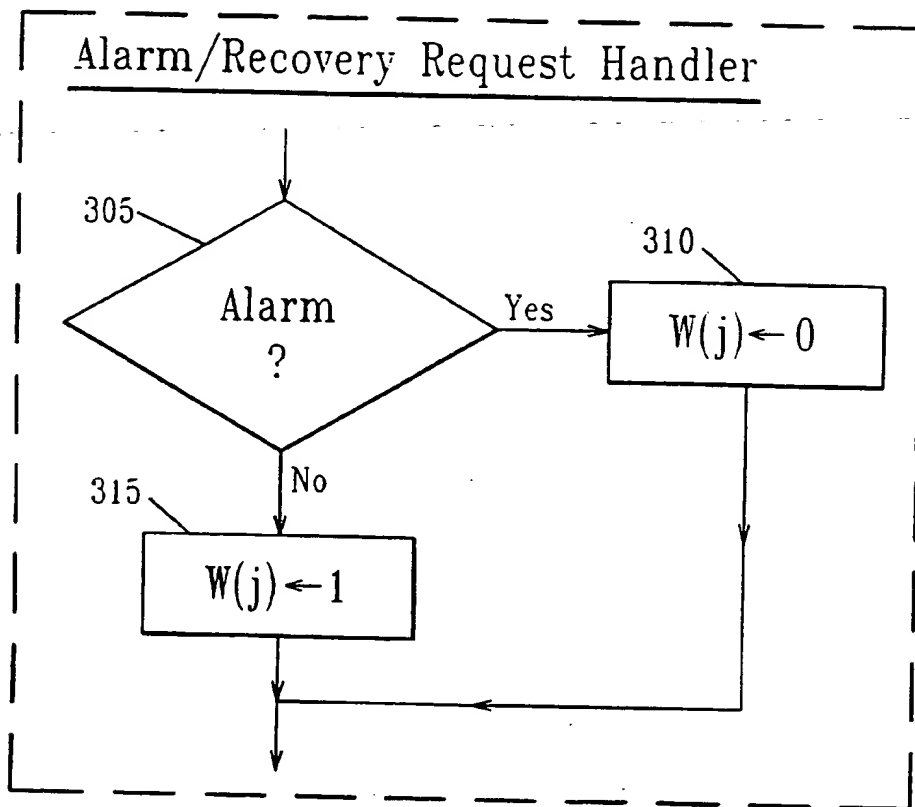 Alarm/Recovery Request Handler
305
Alarm
?
Yes
310
W(j)←0
No
315
W(j)←1